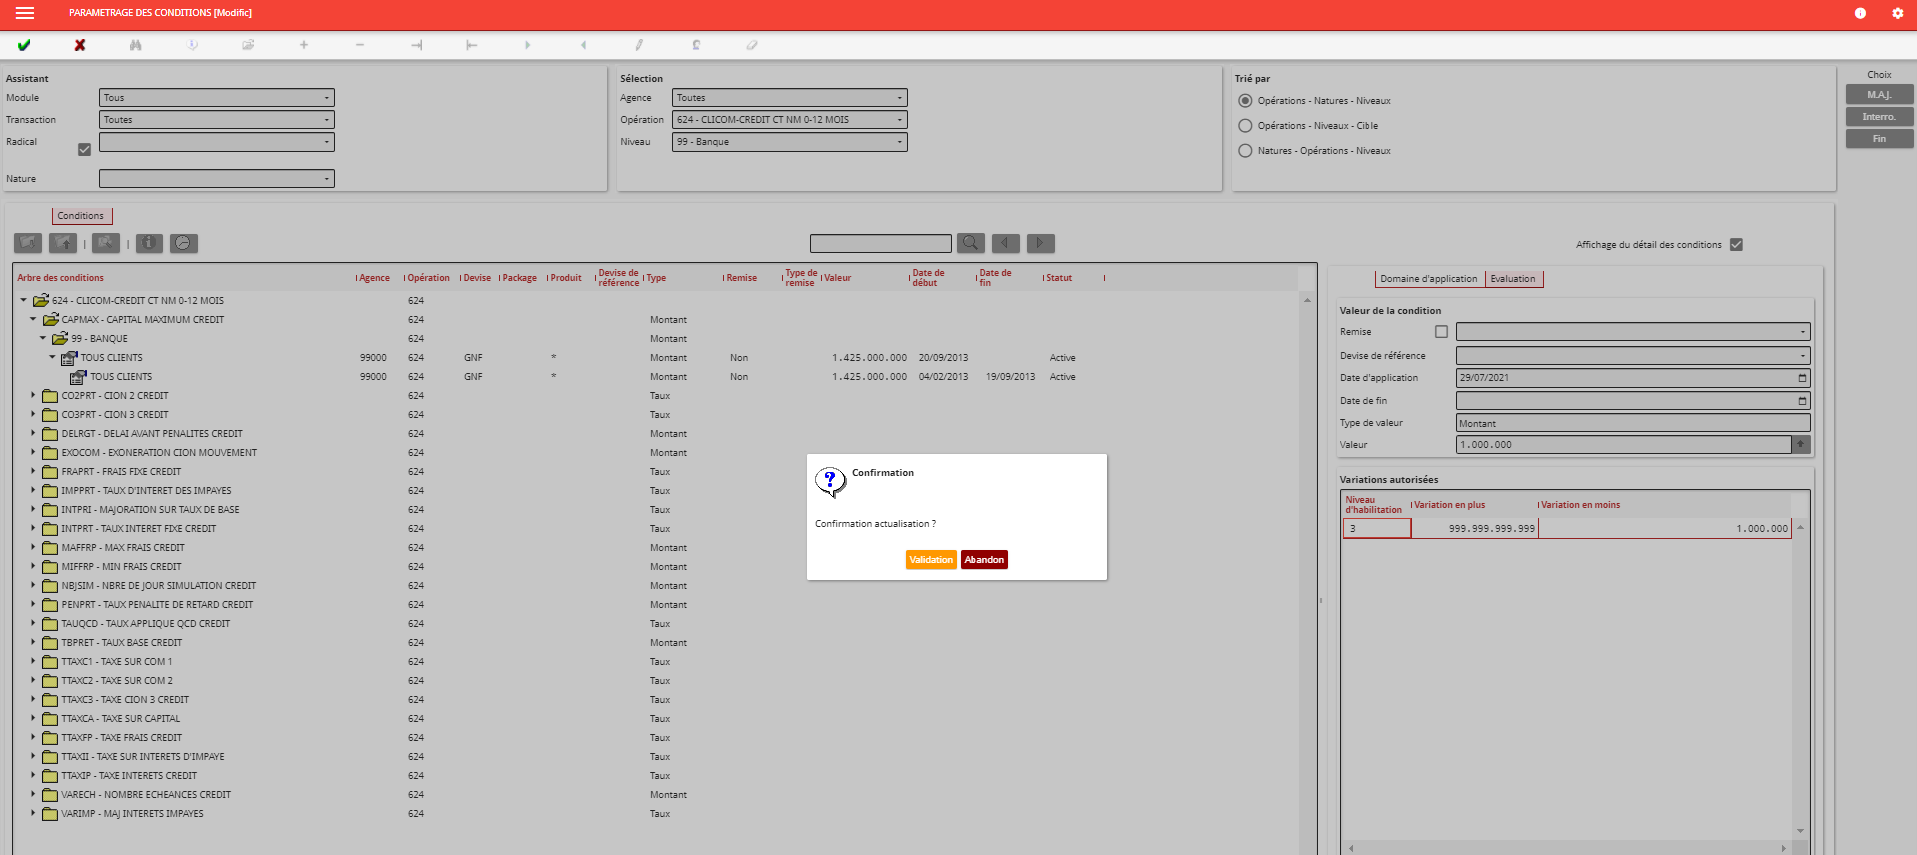 PARAMETRAGE DES CONDITIONS [Modific]
Assistant
Module Tous
Transaction Toutes
Radical
Nature
Sélection
Agence Toutes
Opération 624 - CLICOM-CREDIT CT NM 0-12 MOIS
Niveau 99 - Banque
Trié par
Opérations - Natures - Niveaux
Opérations - Niveaux - Cible
Natures - Opérations - Niveaux
Choix
M.A.J.
Interro.
Fin
Conditions
Affichage du détail des conditions
Arbre des conditions Agence Opération Devise Package Produit Devise de référence Type Remise Type de remise Valeur Date de début Date de fin Statut
624 - CLICOM-CREDIT CT NM 0-12 MOIS 624
CAPMAX - CAPITAL MAXIMUM CREDIT 624 Montant
99 - BANQUE 624 Montant
TOUS CLIENTS 99000 624 GNF * Montant Non 1.425.000.000 20/09/2013 Active
TOUS CLIENTS 99000 624 GNF * Montant Non 1.425.000.000 04/02/2013 19/09/2013 Active
CO2PRT - CION 2 CREDIT 624 Taux
CO3PRT - CION 3 CREDIT 624 Taux
DELRGT - DELAI AVANT PENALITES CREDIT 624 Montant
EXOCOM - EXONERATION CION MOUVEMENT 624 Montant
FRAPRT - FRAIS FIXE CREDIT 624 Taux
IMPPRT - TAUX D'INTERET DES IMPAYES 624 Taux
INTPRI - MAJORATION SUR TAUX DE BASE 624 Taux
INTPRT - TAUX INTERET FIXE CREDIT 624 Taux
MAFFRP - MAX FRAIS CREDIT 624 Montant
MIFFRP - MIN FRAIS CREDIT 624 Montant
NBJSIM - NBRE DE JOUR SIMULATION CREDIT 624 Montant
PENPRT - TAUX PENALITE DE RETARD CREDIT 624 Montant
TAUQCD - TAUX APPLIQUE QCD CREDIT 624 Taux
TBPRET - TAUX BASE CREDIT 624 Montant
TTAXC1 - TAXE SUR COM 1 624 Taux
TTAXC2 - TAXE SUR COM 2 624 Taux
TTAXC3 - TAXE CION 3 CREDIT 624 Taux
TTAXCA - TAXE SUR CAPITAL 624 Taux
TTAXFP - TAXE FRAIS CREDIT 624 Taux
TTAXII - TAXE SUR INTERETS D'IMPAYE 624 Taux
TTAXIP - TAXE INTERETS CREDIT 624 Taux
VARECH - NOMBRE ECHEANCES CREDIT 624 Montant
VARIMP - MAJ INTERETS IMPAYES 624 Taux
Confirmation
Confirmation actualisation ?
Validation Abandon
Domaine d'application Evaluation
Valeur de la condition
Remise
Devise de référence
Date d'application 29/07/2021
Date de fin
Type de valeur Montant
Valeur 1.000.000
Variations autorisées
Niveau d'habilitation Variation en plus Variation en moins
3 999.999.999.999 1.000.000